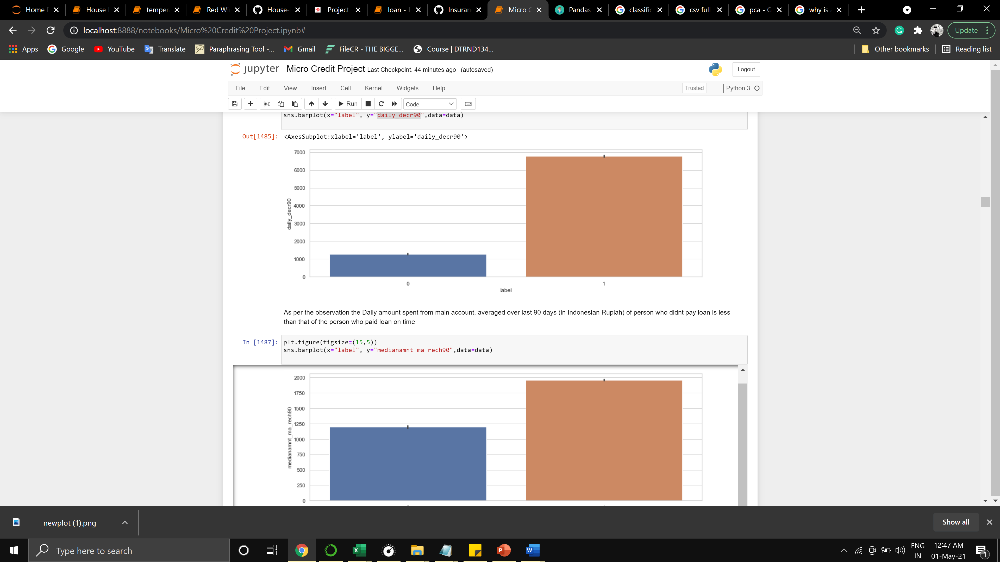 Home P
House
temper
Red Wi
House-
Project
loan - J
Insuran
Micro C
Pandas
classific
csv full
pca - G
why is
localhost:8888/notebooks/Micro%20Credit%20Project.ipynb#
Update
Apps
Google
YouTube
Translate
Paraphrasing Tool -...
Gmail
FileCR - THE BIGGE...
Course | DTRND134...
Other bookmarks
Reading list
jupyter
Micro Credit Project Last Checkpoint: 44 minutes ago (autosaved)
Logout
File Edit View Insert Cell Kernel Widgets Help
Trusted
Python 3
Run
Code
sns.barplot(x="label", y="daily_decr90",data=data)
Out[1485]: <AxesSubplot:xlabel='label', ylabel='daily_decr90'>
7000
6000
5000
4000
3000
2000
1000
0
daily_decr90
0 1
label
As per the observation the Daily amount spent from main account, averaged over last 90 days (in Indonesian Rupiah) of person who didnt pay loan is less
than that of the person who paid loan on time
In [1487]: plt.figure(figsize=(15,5))
sns.barplot(x="label", y="medianamnt_ma_rech90",data=data)
2000
1750
1500
1250
1000
750
500
250
0
medianamnt_ma_rech90
newplot (1).png
Show all
Type here to search
ENG
IN
12:47 AM
01-May-21
1